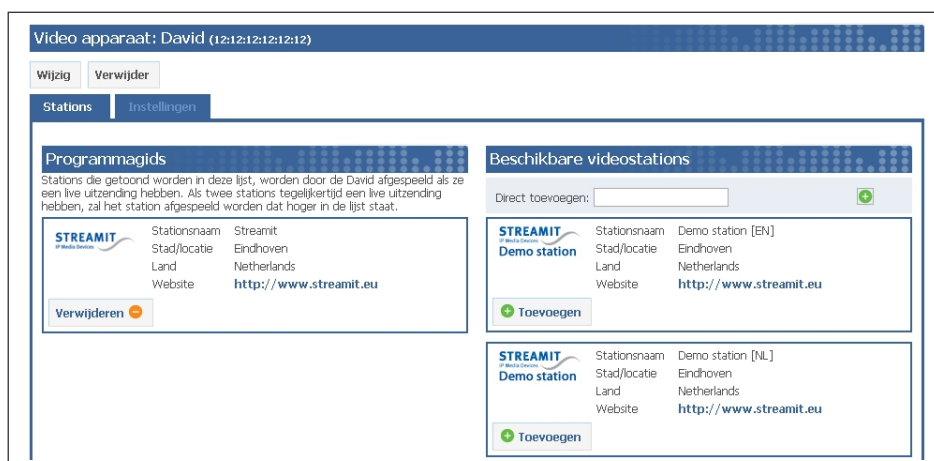 Video apparaat: David (12:12:12:12:12:12)
Wijzig Verwijder
Stations Instellingen
Programmagids
Stations die getoond worden in deze lijst, worden door de David afgespeeld als ze
een live uitzending hebben. Als twee stations tegelijkertijd een live uitzending
hebben, zal het station afgespeeld worden dat hoger in de lijst staat.
STREAMIT
IP Media Devices
Stationsnaam Streamit
Stad/locatie Eindhoven
Land Netherlands
Website http://www.streamit.eu
Verwijderen
Beschikbare videostations
Direct toevoegen:
STREAMIT
IP Media Devices
Demo station
Stationsnaam Demo station [EN]
Stad/locatie Eindhoven
Land Netherlands
Website http://www.streamit.eu
Toevoegen
STREAMIT
IP Media Devices
Demo station
Stationsnaam Demo station [NL]
Stad/locatie Eindhoven
Land Netherlands
Website http://www.streamit.eu
Toevoegen